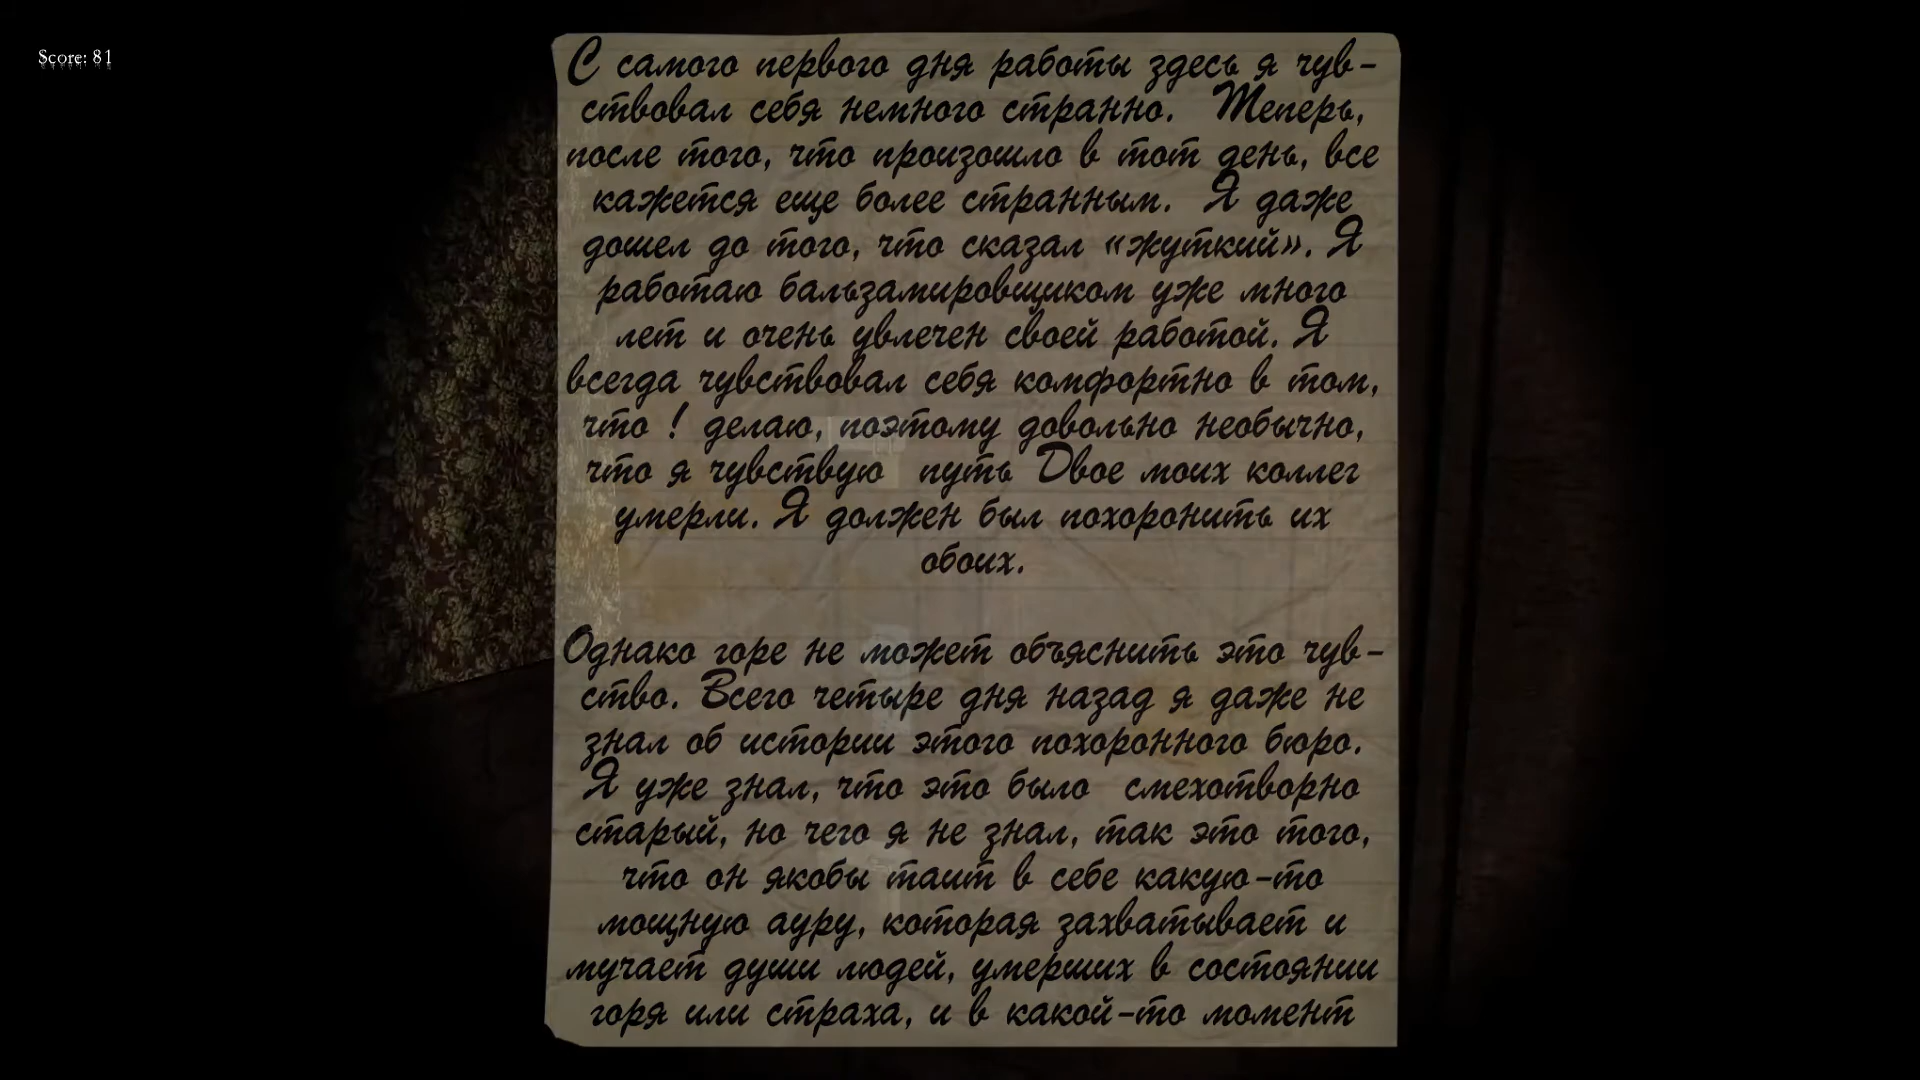 Score: 81
С самого первого дня работы здесь я чув-
ствовал себя немного странно. Теперь,
после того, что произошло в тот день, все
кажется еще более странным. Я даже
дошел до того, что сказал «жуткий». Я
работаю бальзамировщиком уже много
лет и очень увлечен своей работой. Я
всегда чувствовал себя комфортно в том,
что ! делаю, поэтому довольно необычно,
что я чувствую путь Двое моих коллег
умерли. Я должен был похоронить их
обоих.
Однако горе не может объяснить это чув-
ство. Всего четыре дня назад я даже не
знал об истории этого похоронного бюро.
Я уже знал, что это было смехотворно
старый, но чего я не знал, так это того,
что он якобы таит в себе какую-то
мощную ауру, которая захватывает и
мучает души людей, умерших в состоянии
горя или страха, и в какой-то момент